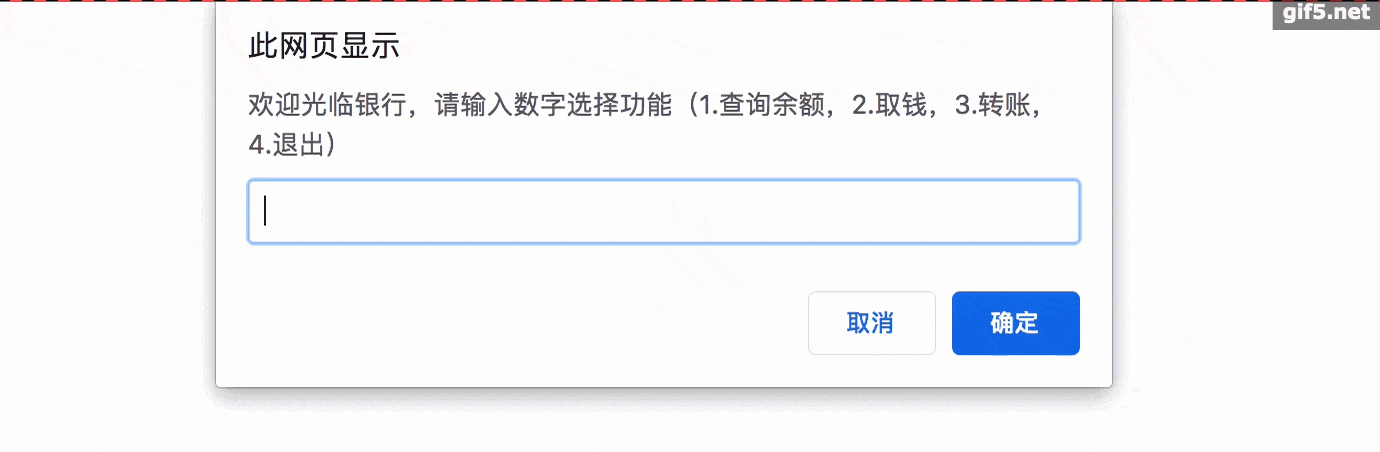 gif5.net
此网页显示
欢迎光临银行，请输入数字选择功能（1.查询余额，2.取钱，3.转账，
4.退出）
取消
确定